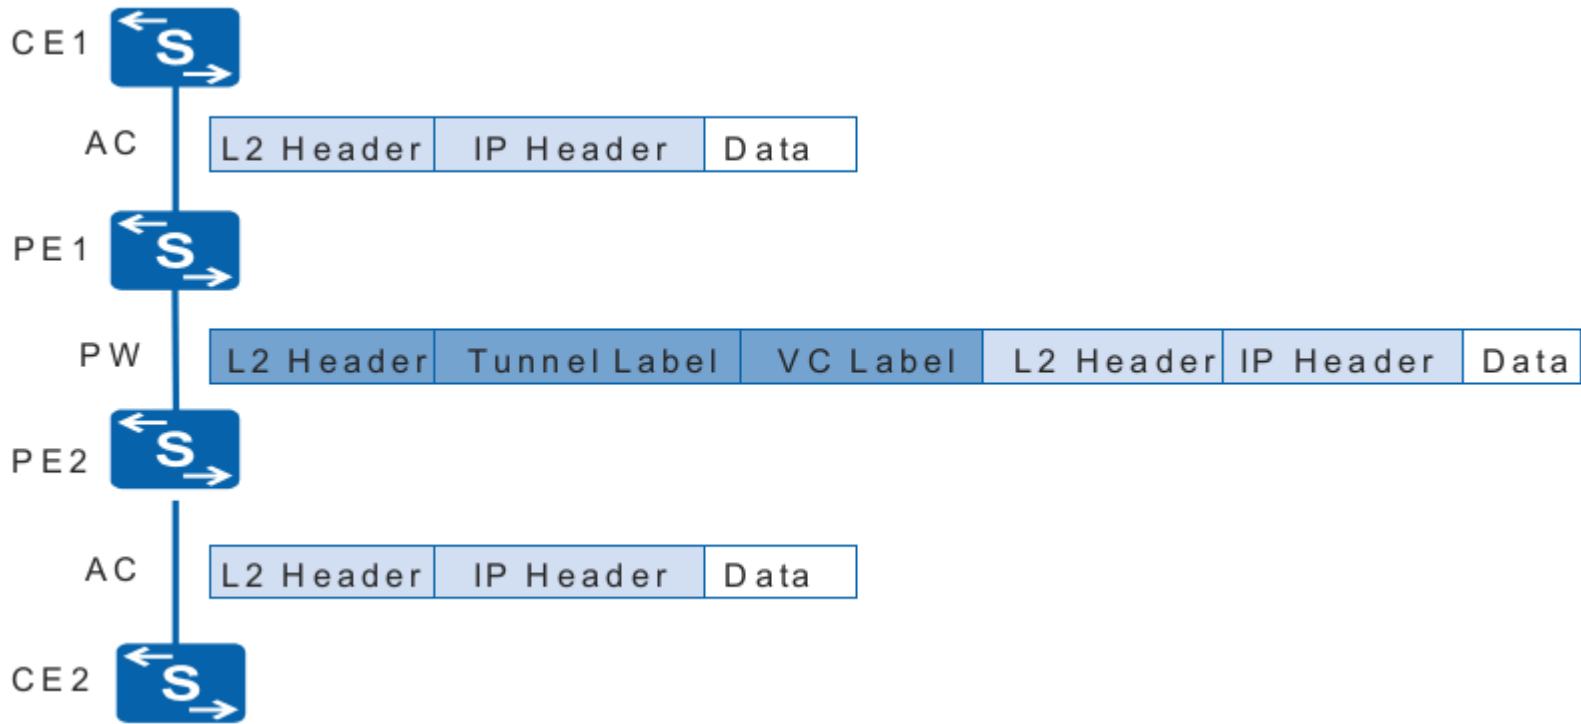 CE1
S
AC L2 Header IP Header Data
PE1
S
PW L2 Header Tunnel Label VC Label L2 Header IP Header Data
PE2
S
AC L2 Header IP Header Data
CE2
S